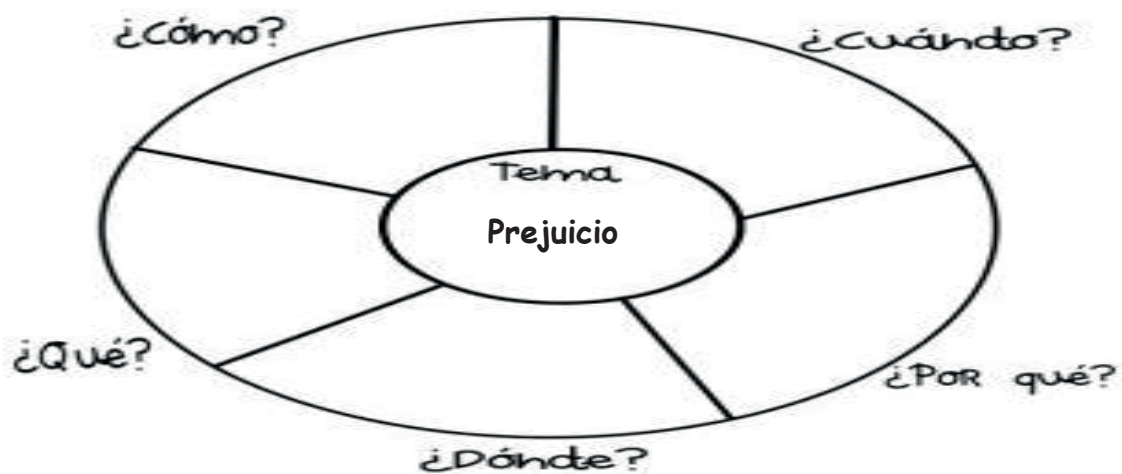 ¿Cómo?
¿Cuándo?
Tema
Prejuicio
¿Qué?
¿Por qué?
¿Dónde?